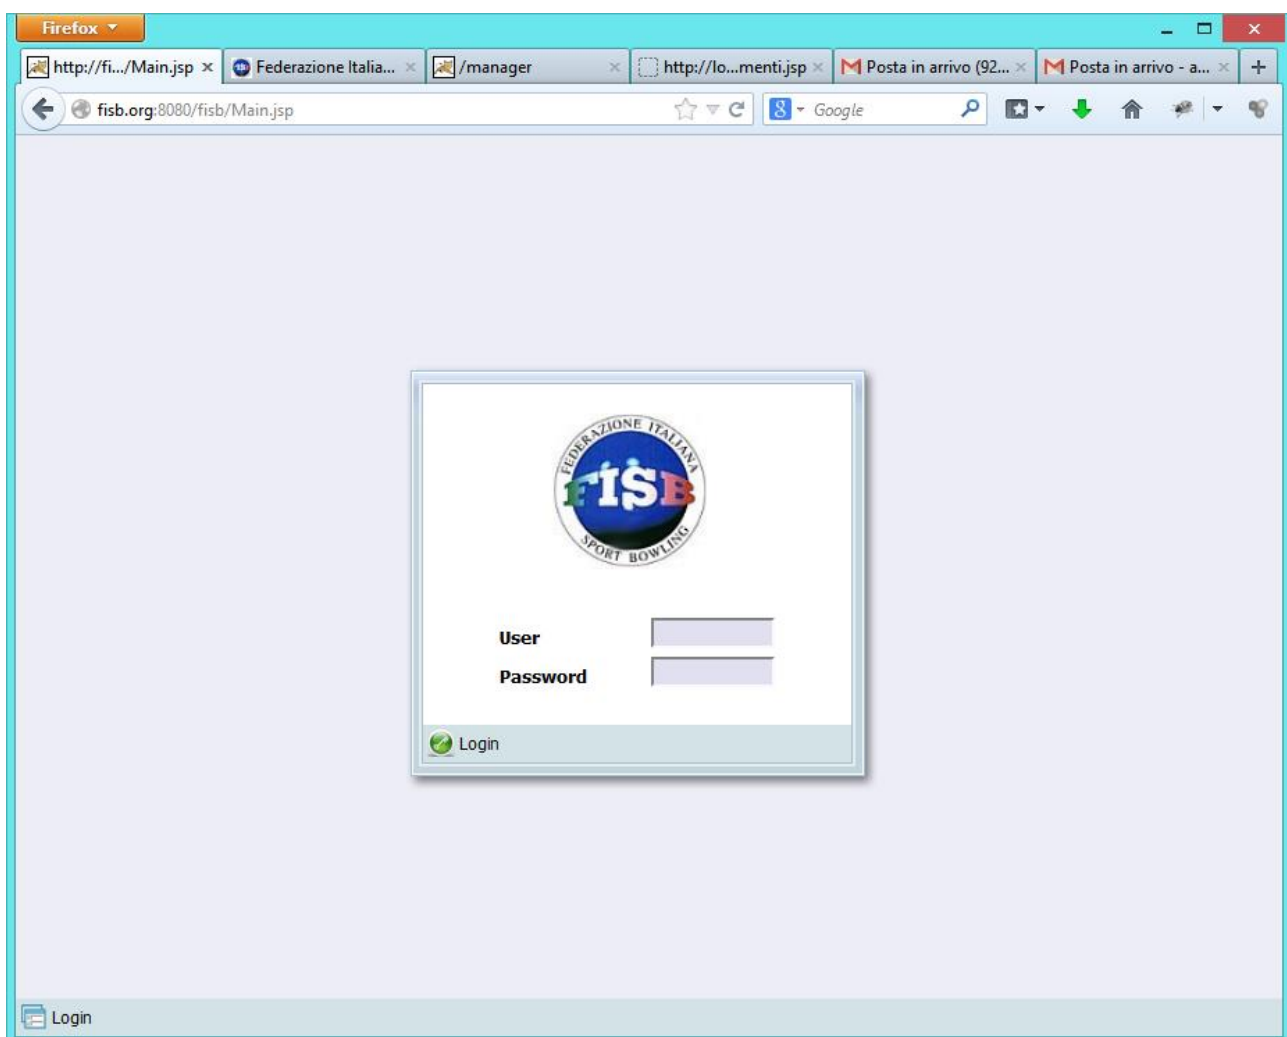 Firefox
http://fi.../Main.jsp
Federazione Italia...
/manager
http://lo...menti.jsp
Posta in arrivo (92...
Posta in arrivo - a...
fisb.org:8080/fisb/Main.jsp
8
Google
FEDERAZIONE ITALIANA
FISB
SPORT BOWLING
User
Password
Login
Login